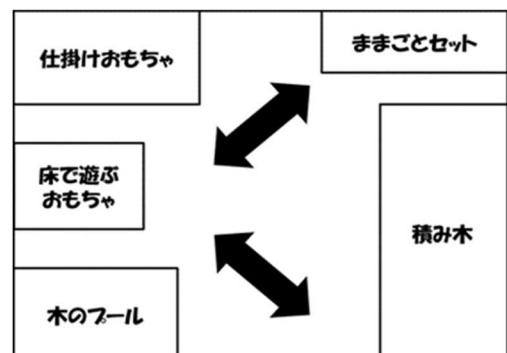 仕掛けおもちゃ
ままごとセット
床で遊ぶ
おもちゃ
積み木
木のプール